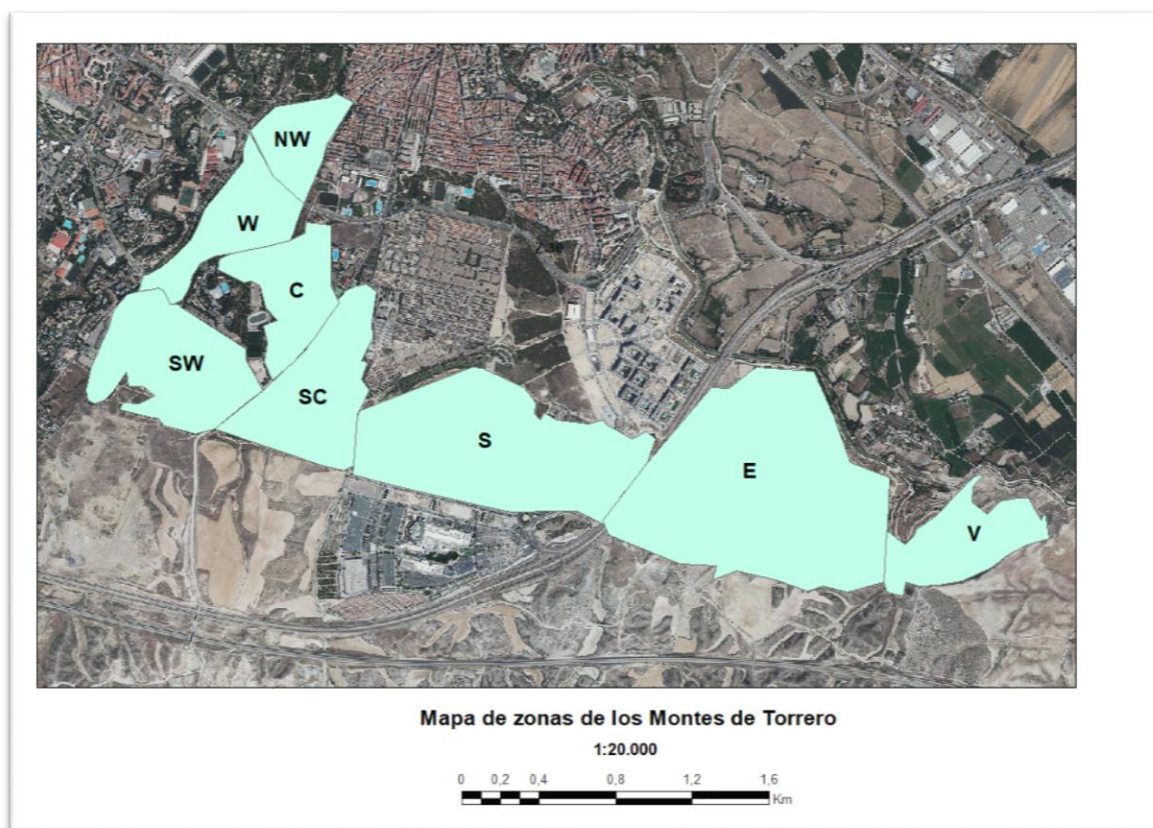 NW
W
C
SW
SC
S
E
V
Mapa de zonas de los Montes de Torrero
1:20.000
0 0,2 0,4 0,8 1,2 1,6
Km